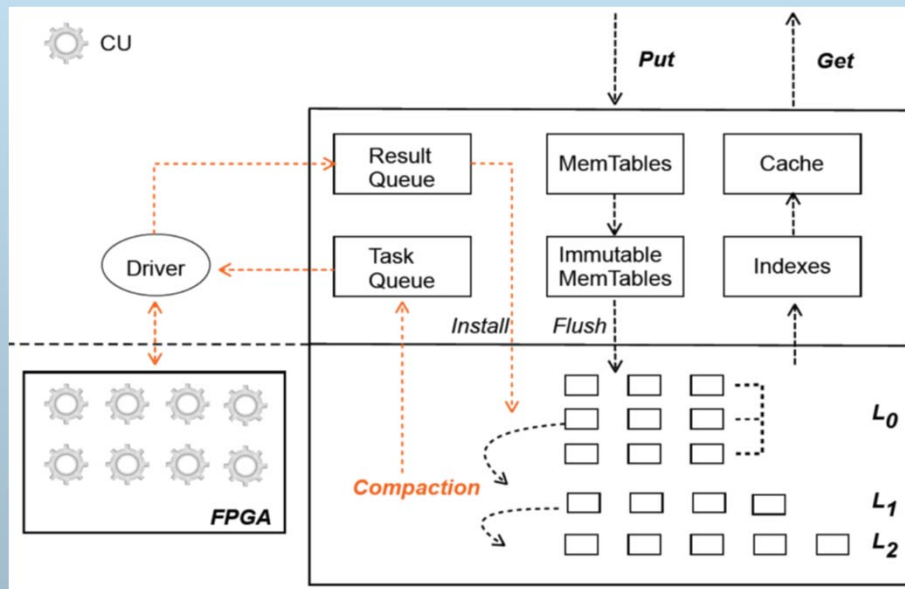 CU
Put
Get
Result
Queue
MemTables
Cache
Driver
Task
Queue
Immutable
MemTables
Indexes
Install
Flush
L0
Compaction
FPGA
L1
L2